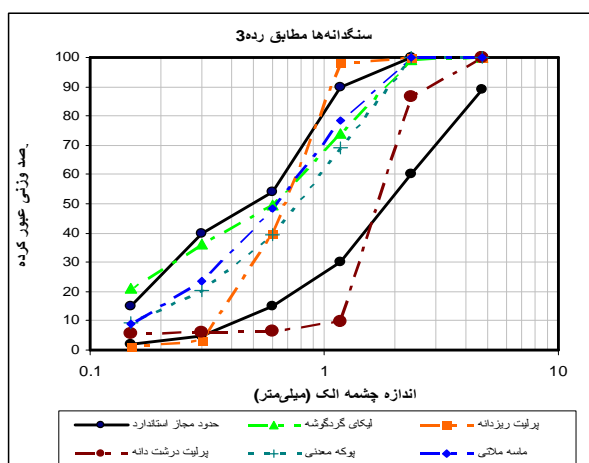 سنگدانه‌ها مطابق رده3
100
90
80
70
60
50
40
30
20
10
0
صد وزنی عبور کرده
0.1 1 10
اندازه چشمه الک (میلی‌متر)
حدود مجاز استاندارد لیکای گردگوشه پرلیت ریزدانه
پرلیت درشت دانه پوکه معدنی ماسه ملاتی